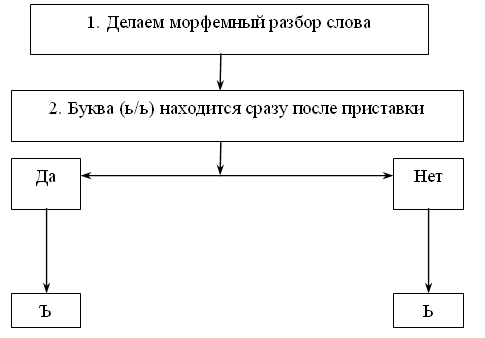 1. Делаем морфемный разбор слова
2. Буква (ь/ъ) находится сразу после приставки
Да
Нет
Ъ
Ь